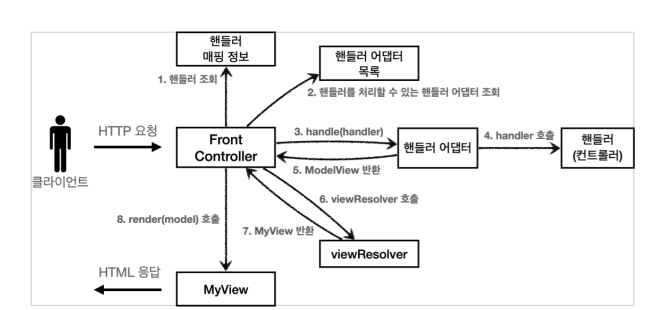 핸들러
매핑 정보
핸들러 어댑터
목록
1. 핸들러 조회
2. 핸들러를 처리할 수 있는 핸들러 어댑터 조회
HTTP 요청
클라이언트
Front
Controller
3. handle(handler)
핸들러 어댑터
4. handler 호출
핸들러
(컨트롤러)
5. ModelView 반환
6. viewResolver 호출
8. render(model) 호출
7. MyView 반환
viewResolver
HTML 응답
MyView